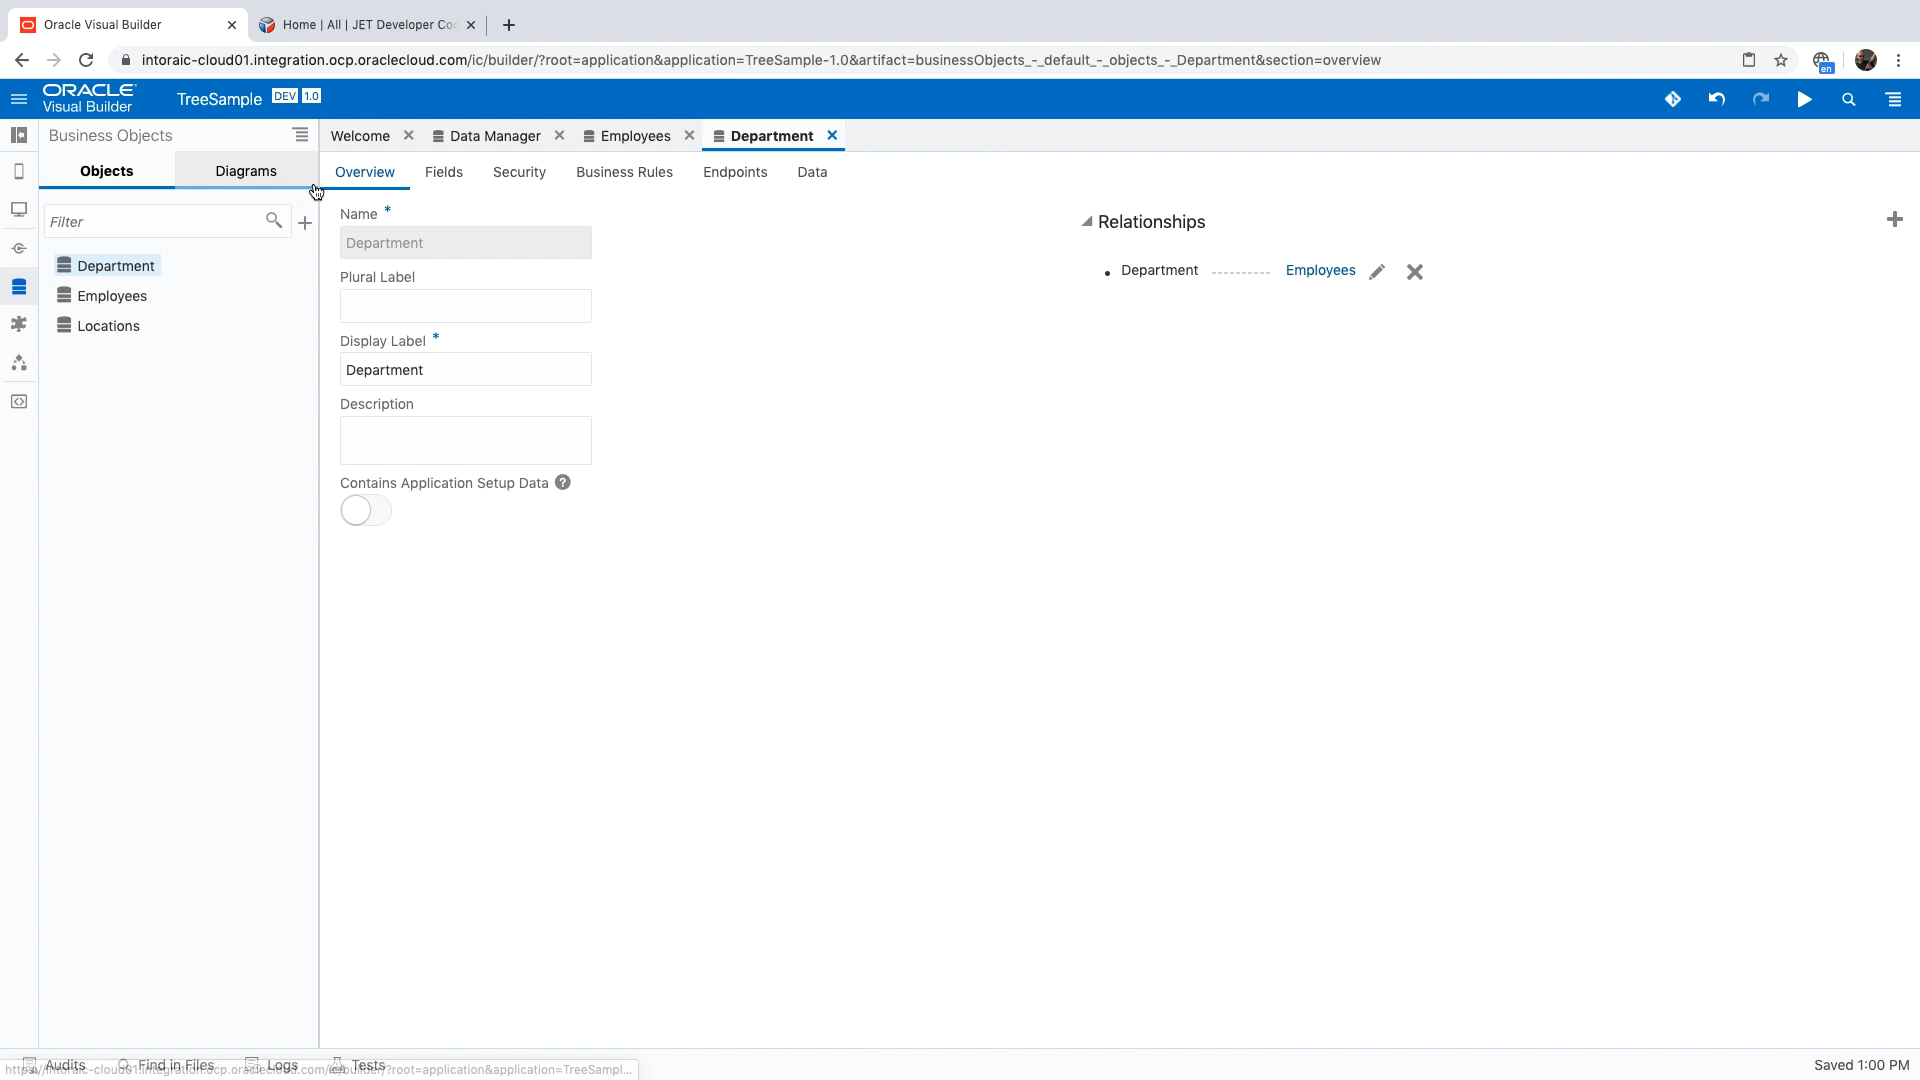 Oracle Visual Builder
Home | All | JET Developer Coo
intoraic-cloud01.integration.ocp.oraclecloud.com/ic/builder/?root=application&application=TreeSample-1.0&artifact=businessObjects_-_default_-_objects_-_Department&section=overview
en
ORACLE
Visual Builder
TreeSample DEV 1.0
Business Objects
Welcome Data Manager Employees Department
Objects Diagrams
Overview Fields Security Business Rules Endpoints Data
Filter
Department
Employees
Locations
Name *
Department
Plural Label
Display Label *
Department
Description
Contains Application Setup Data ?
Relationships
Department Employees
Audits Find in Files Logs Tests
Saved 1:00 PM